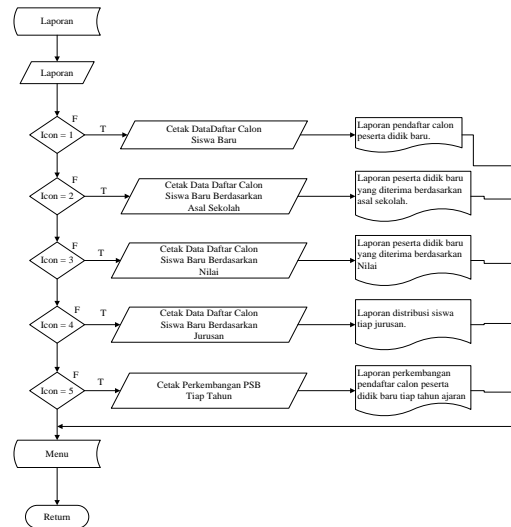 Laporan
Laporan
F
Icon = 1
T
Cetak DataDaftar Calon
Siswa Baru
Laporan pendaftar calon
peserta didik baru.
F
Icon = 2
T
Cetak Data Daftar Calon
Siswa Baru Berdasarkan
Asal Sekolah
Laporan peserta didik baru
yang diterima berdasarkan
asal sekolah.
F
Icon = 3
T
Cetak Data Daftar Calon
Siswa Baru Berdasarkan
Nilai
Laporan peserta didik baru
yang diterima berdasarkan
Nilai
F
Icon = 4
T
Cetak Data Daftar Calon
Siswa Baru Berdasarkan
Jurusan
Laporan distribusi siswa
tiap jurusan.
F
Icon = 5
T
Cetak Perkembangan PSB
Tiap Tahun
Laporan perkembangan
pendaftar calon peserta
didik baru tiap tahun ajaran
Menu
Return